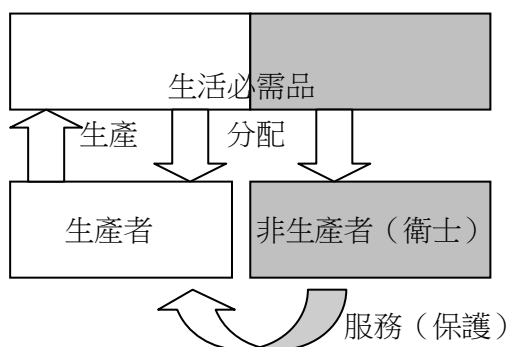 生活必需品
生產
分配
生產者
非生產者（衛士）
服務（保護）